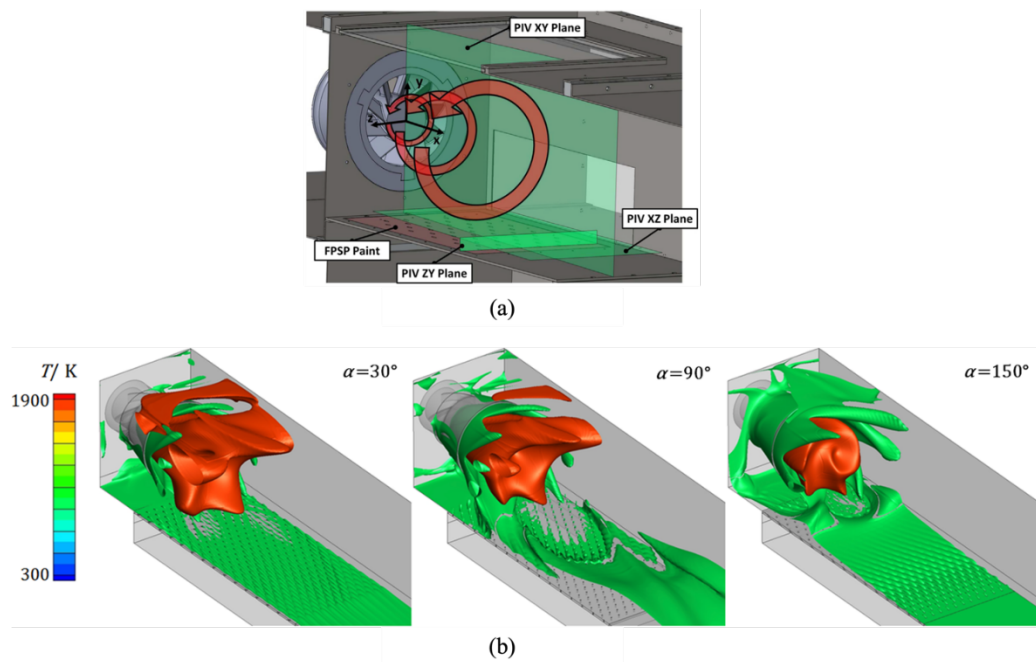 PIV XY Plane
y
z
x
PIV XZ Plane
FPSP Paint
PIV ZY Plane
(a)
T/ K
1900
300
α=30°
α=90°
α=150°
(b)